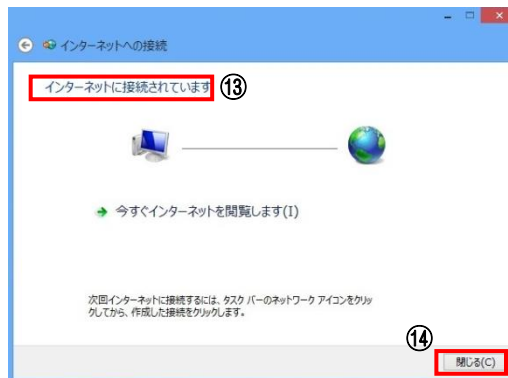 インターネットへの接続
インターネットに接続されています ⑬
今すぐインターネットを閲覧します(I)
次回インターネットに接続するには、タスク バーのネットワーク アイコンをクリッ
クしてから、作成した接続をクリックします。
⑭
閉じる(C)